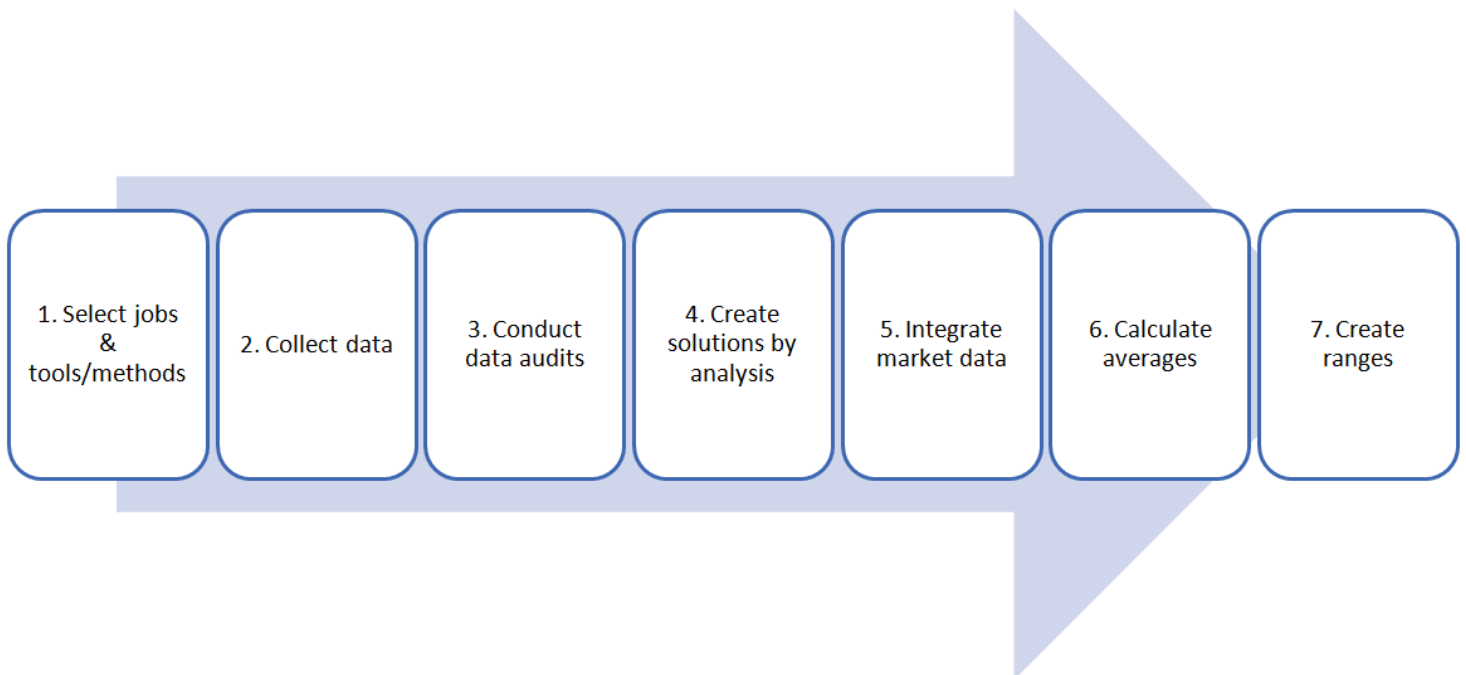 1. Select jobs
&
tools/methods
2. Collect data
3. Conduct
data audits
4. Create
solutions by
analysis
5. Integrate
market data
6. Calculate
averages
7. Create
ranges